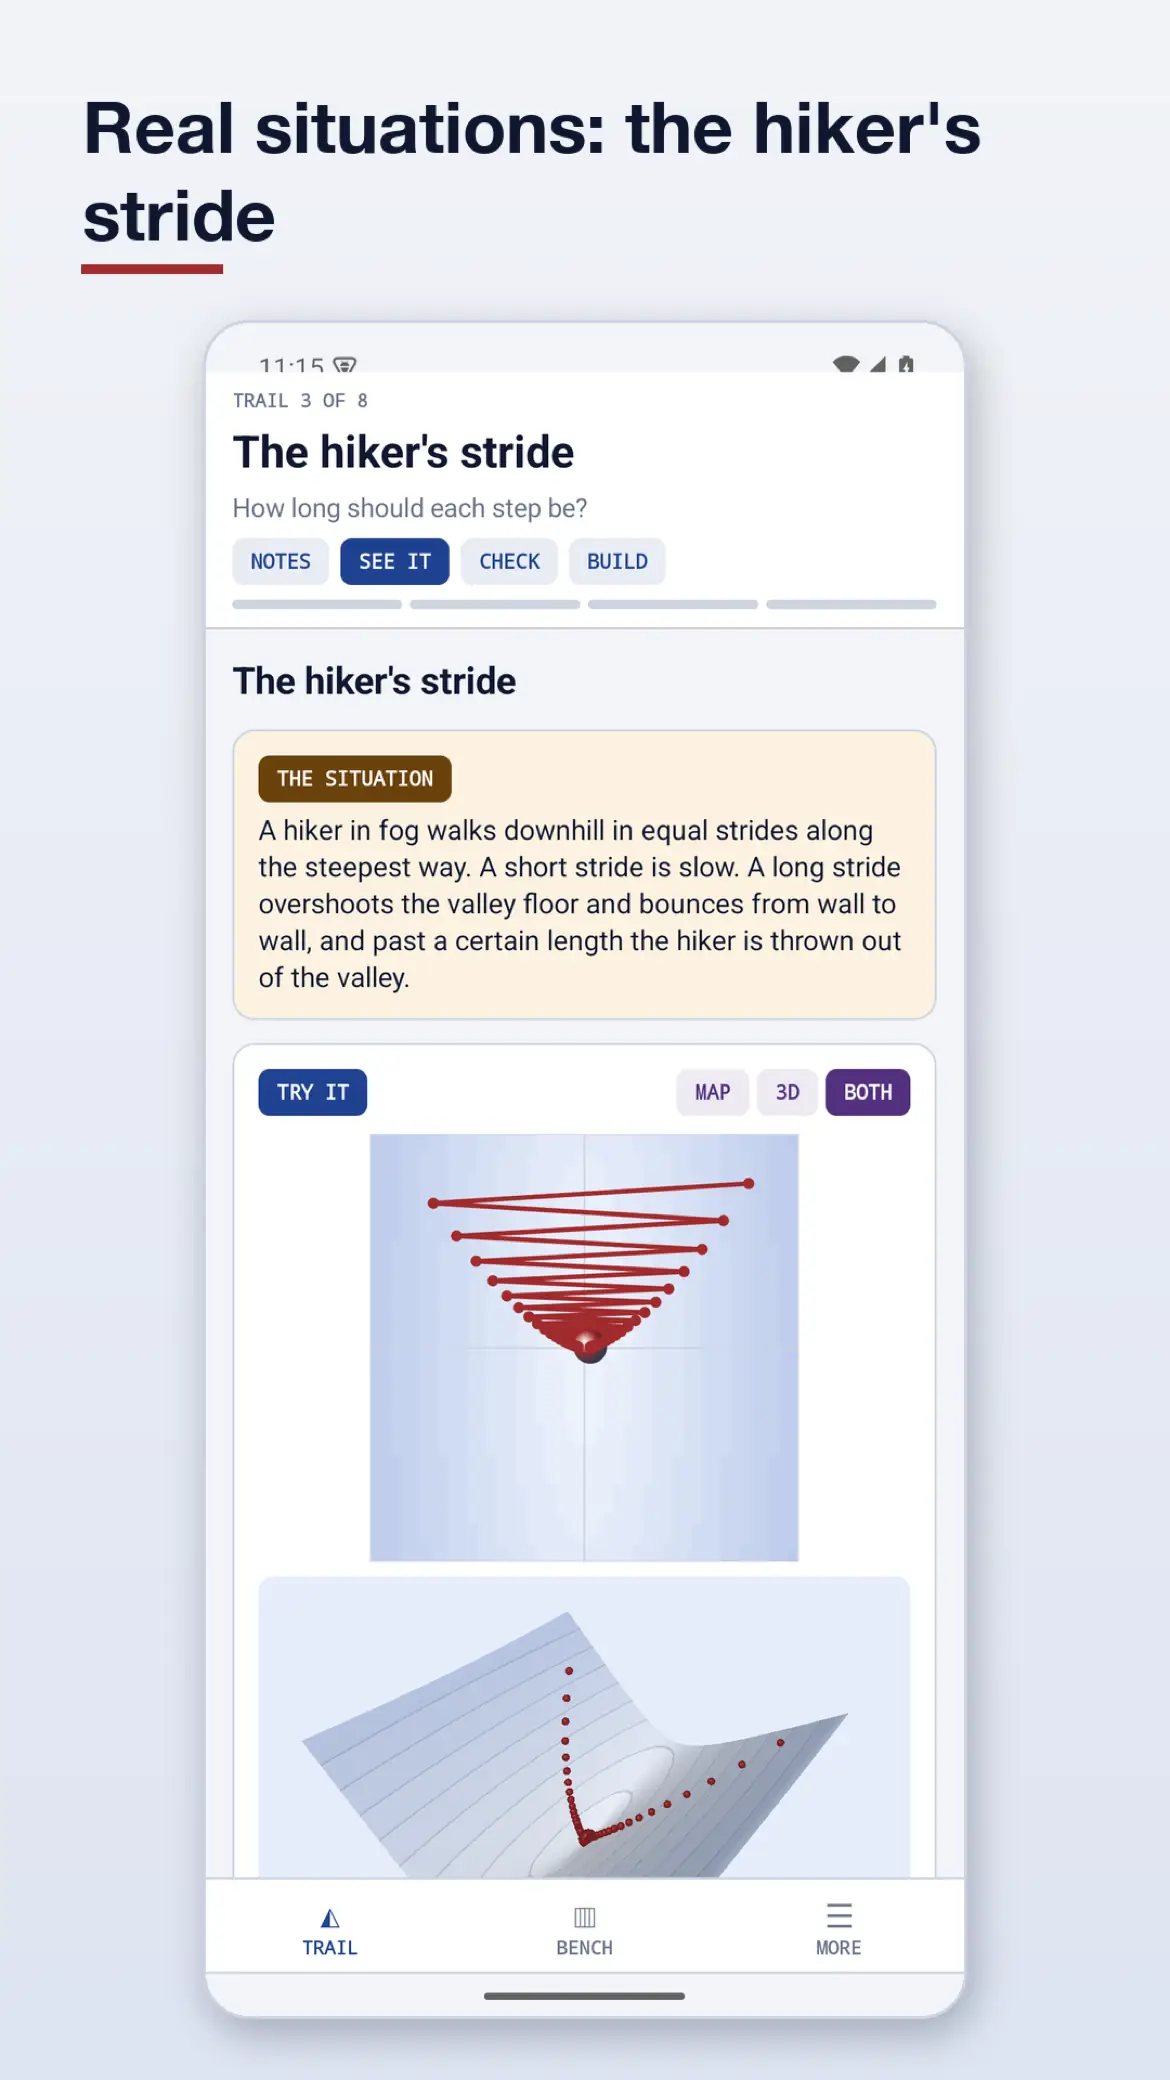 Real situations: the hiker's
stride
11:15
TRAIL 3 OF 8
The hiker's stride
How long should each step be?
NOTES SEE IT CHECK BUILD
The hiker's stride
THE SITUATION
A hiker in fog walks downhill in equal strides along
the steepest way. A short stride is slow. A long stride
overshoots the valley floor and bounces from wall to
wall, and past a certain length the hiker is thrown out
of the valley.
TRY IT MAP 3D BOTH
TRAIL BENCH MORE